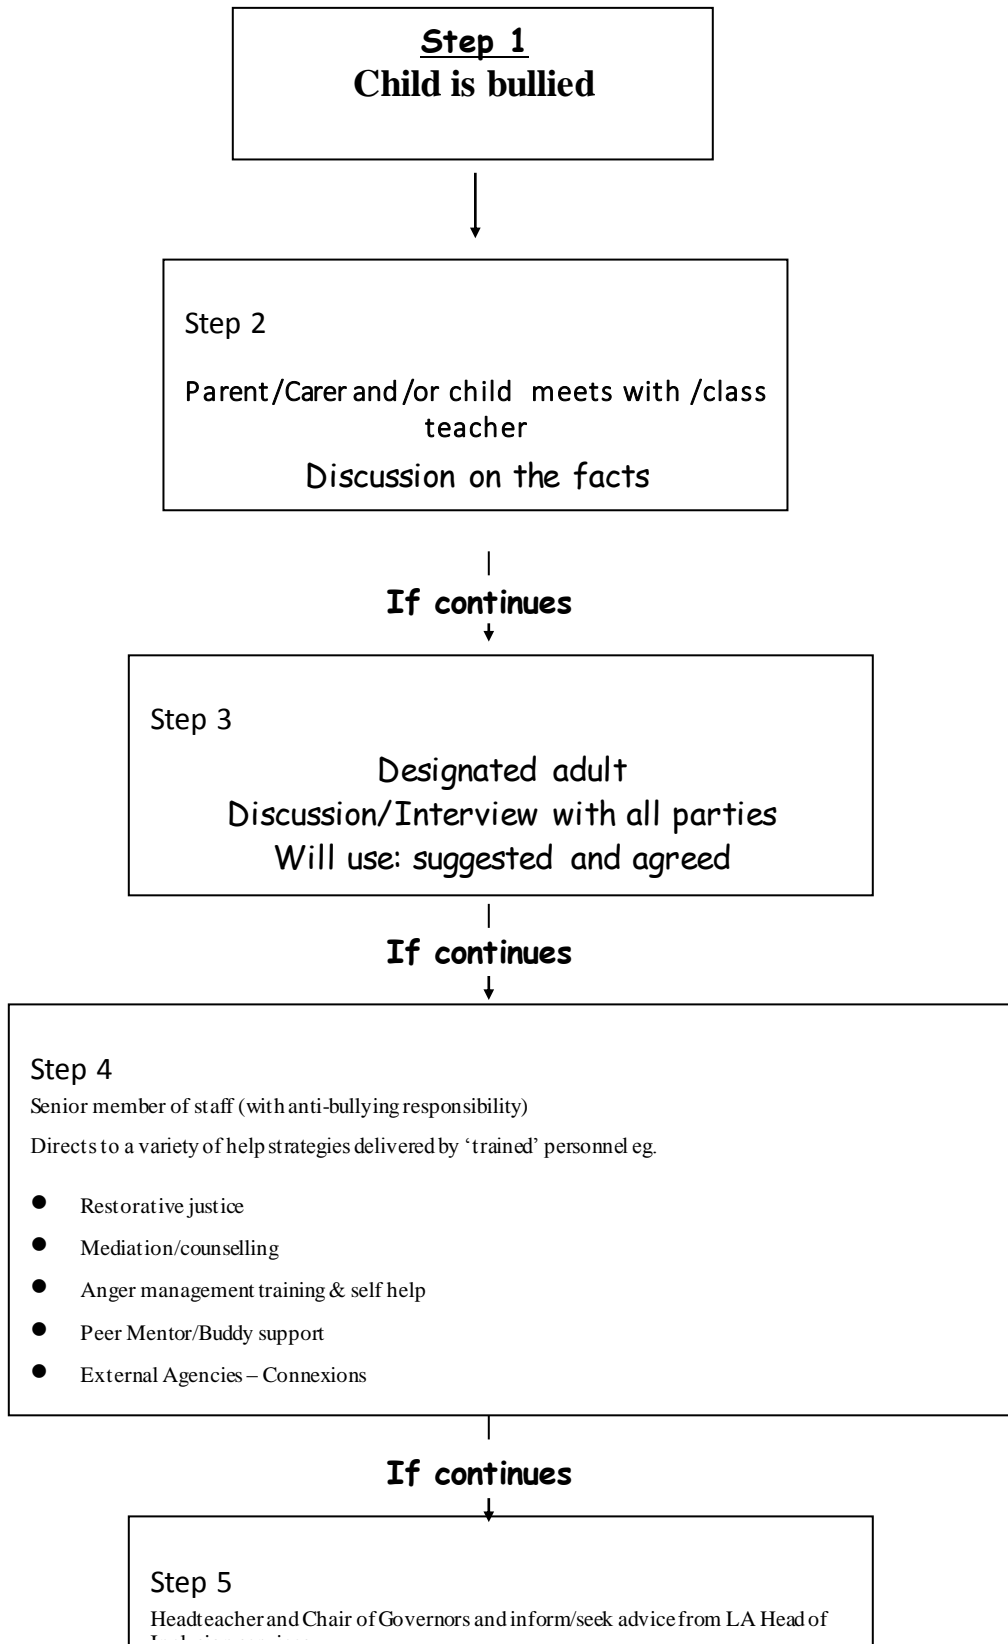 Step 1
Child is bullied
Step 2
Parent/Carer and/or child meets with /class
teacher
Discussion on the facts
If continues
Step 3
Designated adult
Discussion/Interview with all parties
Will use: suggested and agreed
If continues
Step 4
Senior member of staff (with anti-bullying responsibility)
Directs to a variety of help strategies delivered by ‘trained’ personnel eg.
● Restorative justice
● Mediation/counselling
● Anger management training & self help
● Peer Mentor/Buddy support
● External Agencies – Connexions
If continues
Step 5
Headteacher and Chair of Governors and inform/seek advice from LA Head of